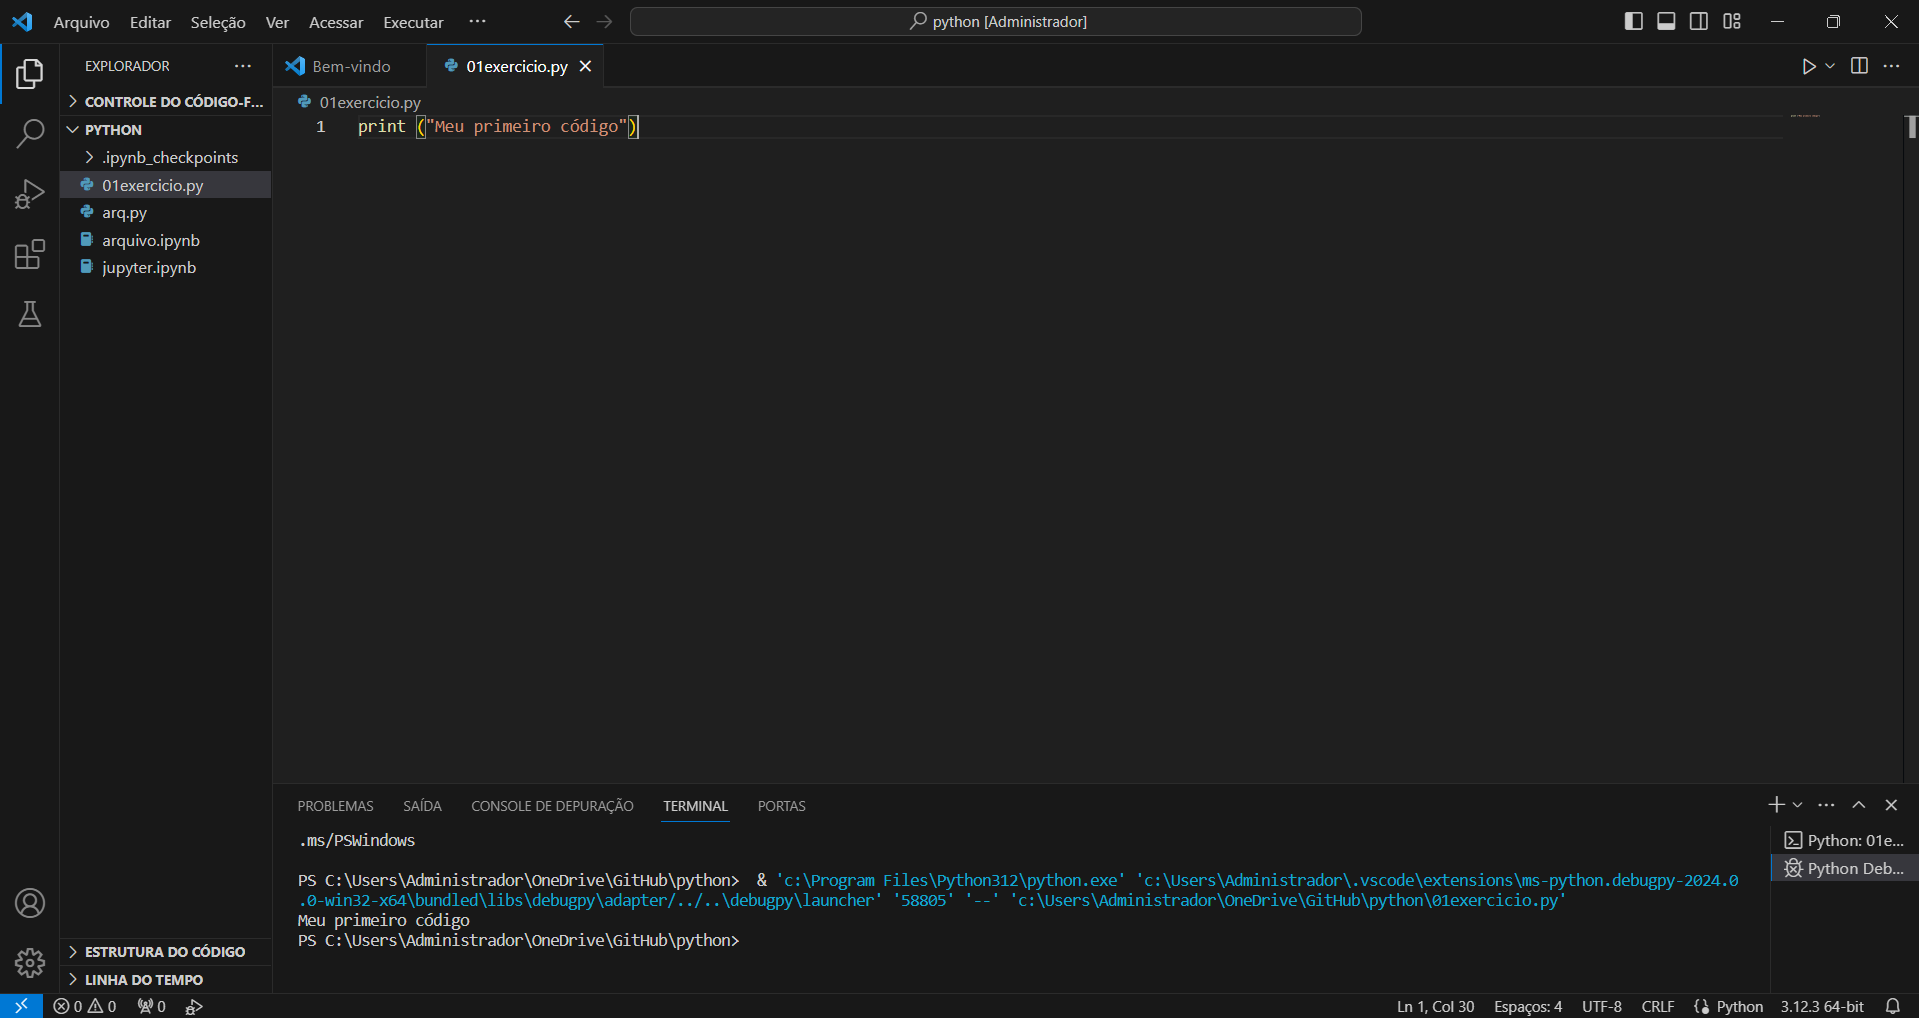 Arquivo Editar Seleção Ver Acessar Executar ··· python [Administrador]
EXPLORADOR ···
CONTROLE DO CÓDIGO-F...
PYTHON
.ipynb_checkpoints
01exercicio.py
arq.py
arquivo.ipynb
jupyter.ipynb
ESTRUTURA DO CÓDIGO
LINHA DO TEMPO
Bem-vindo 01exercicio.py
01exercicio.py
1 print ("Meu primeiro código")
PROBLEMAS SAÍDA CONSOLE DE DEPURAÇÃO TERMINAL PORTAS
.ms/PSWindows
PS C:\Users\Administrador\OneDrive\GitHub\python>  & 'c:\Program Files\Python312\python.exe' 'c:\Users\Administrador\.vscode\extensions\ms-python.debugpy-2024.0
.0-win32-x64\bundled\libs\debugpy\adapter/../..\debugpy\launcher' '58805' '--' 'c:\Users\Administrador\OneDrive\GitHub\python\01exercicio.py'
Meu primeiro código
PS C:\Users\Administrador\OneDrive\GitHub\python>
Python: 01e...
Python Deb...
0 0 0 Ln 1, Col 30 Espaços: 4 UTF-8 CRLF Python 3.12.3 64-bit